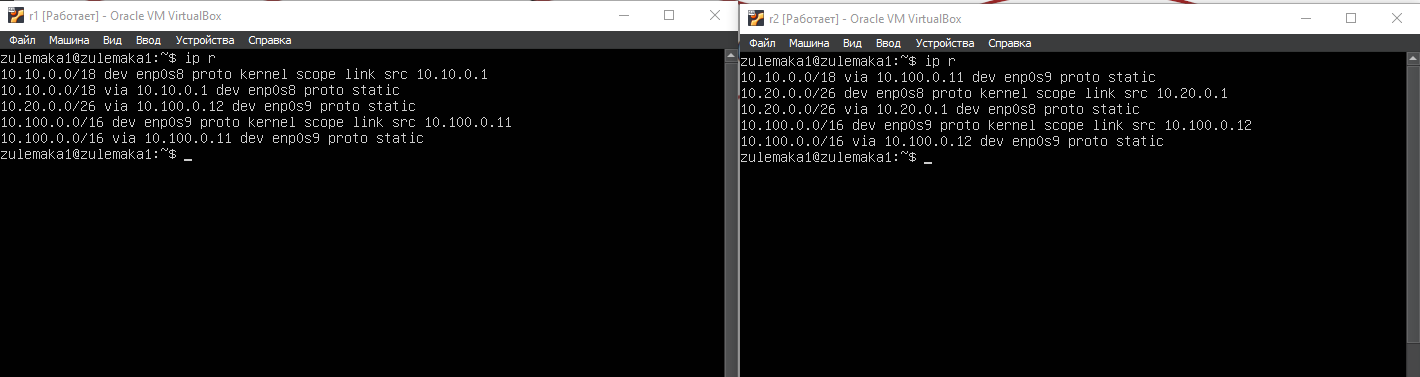 r1 [Работает] - Oracle VM VirtualBox
Файл Машина Вид Ввод Устройства Справка
zulemaka1@zulemaka1:~$ ip r
10.10.0.0/18 dev enp0s8 proto kernel scope link src 10.10.0.1
10.10.0.0/18 via 10.10.0.1 dev enp0s8 proto static
10.20.0.0/26 via 10.100.0.12 dev enp0s9 proto static
10.100.0.0/16 dev enp0s9 proto kernel scope link src 10.100.0.11
10.100.0.0/16 via 10.100.0.11 dev enp0s9 proto static
zulemaka1@zulemaka1:~$ _
r2 [Работает] - Oracle VM VirtualBox
Файл Машина Вид Ввод Устройства Справка
zulemaka1@zulemaka1:~$ ip r
10.10.0.0/18 via 10.100.0.11 dev enp0s9 proto static
10.20.0.0/26 dev enp0s8 proto kernel scope link src 10.20.0.1
10.20.0.0/26 via 10.20.0.1 dev enp0s8 proto static
10.100.0.0/16 dev enp0s9 proto kernel scope link src 10.100.0.12
10.100.0.0/16 via 10.100.0.12 dev enp0s9 proto static
zulemaka1@zulemaka1:~$ _